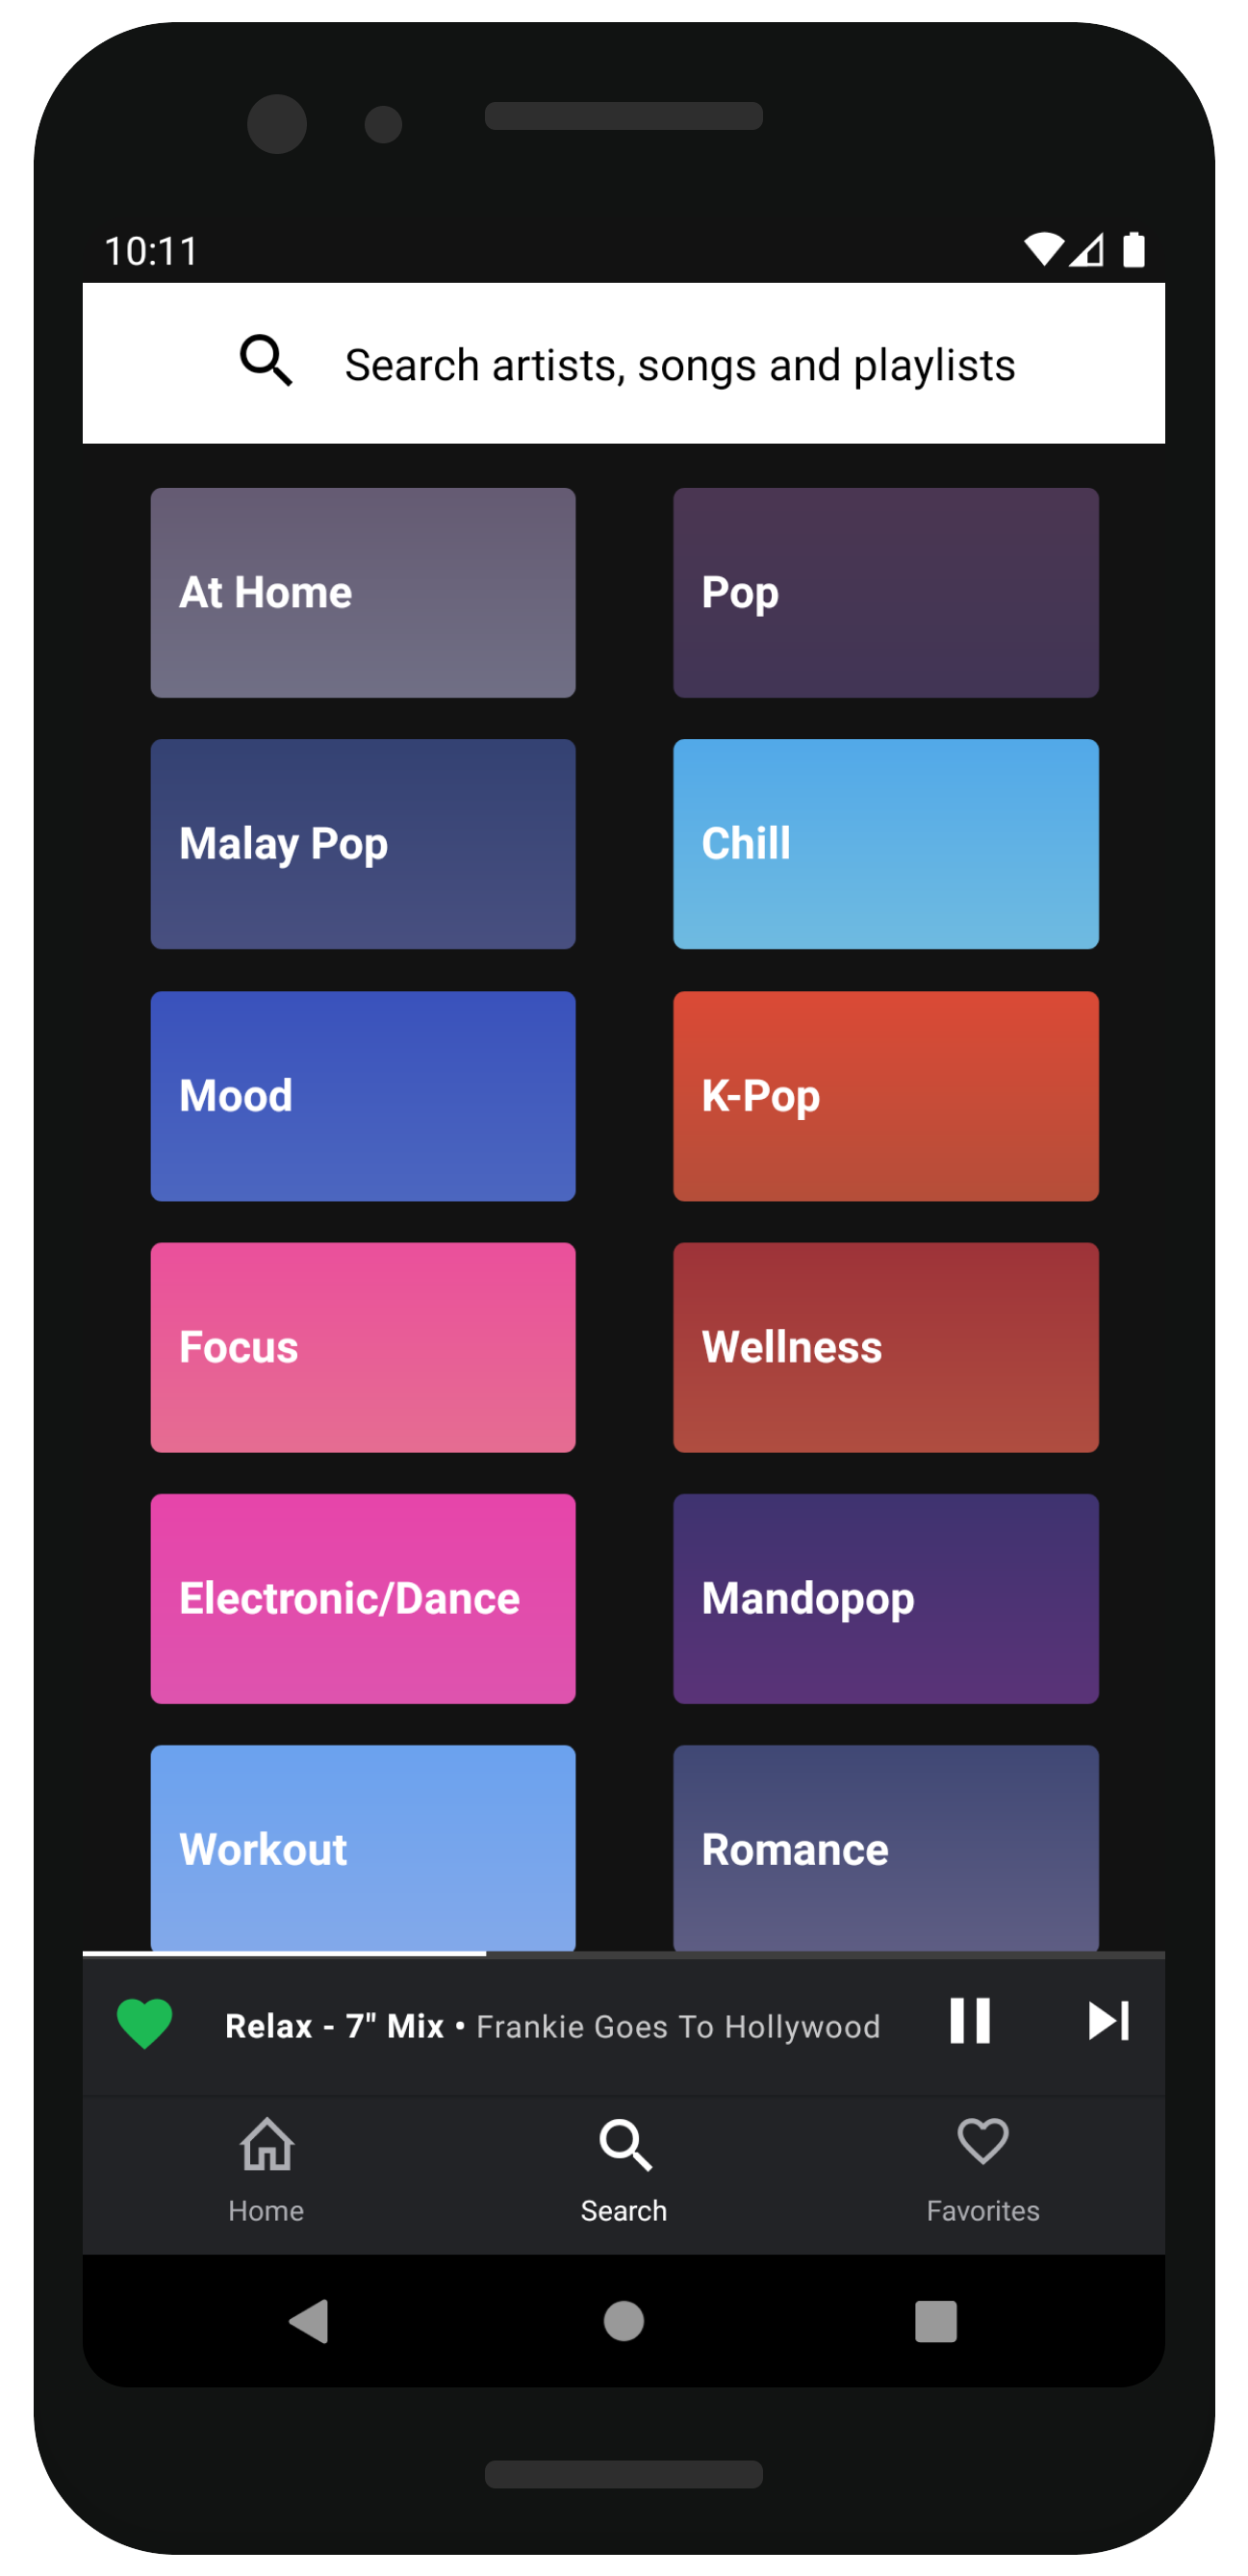 10:11
Search artists, songs and playlists
At Home
Pop
Malay Pop
Chill
Mood
K-Pop
Focus
Wellness
Electronic/Dance
Mandopop
Workout
Romance
Relax - 7" Mix • Frankie Goes To Hollywood
Home
Search
Favorites